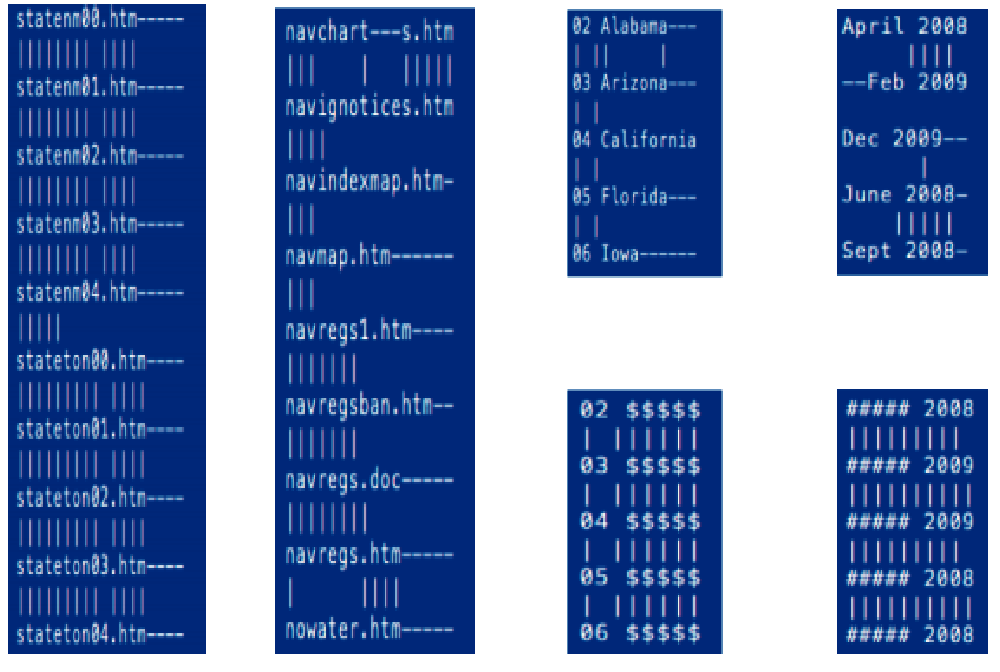 statenm00.htm-----
|||||||| ||||
statenm01.htm-----
|||||||| ||||
statenm02.htm-----
|||||||| ||||
statenm03.htm-----
|||||||| ||||
statenm04.htm-----
|||||
stateton00.htm----
||||||||| ||||
stateton01.htm----
||||||||| ||||
stateton02.htm----
||||||||| ||||
stateton03.htm----
||||||||| ||||
stateton04.htm----
navchart---s.htm
|||    |   |||||
navignotices.htm
||||
navindexmap.htm-
|||
navmap.htm------
|||
navregs1.htm----
|||||||
navregsban.htm--
|||||||
navregs.doc-----
||||||||
navregs.htm-----
|      ||||
nowater.htm-----
02 Alabama---
| ||     |
03 Arizona---
| |
04 California
| |
05 Florida---
| |
06 Iowa------
April 2008
      ||||
--Feb 2009
Dec 2009--
       |
June 2008-
    |||||
Sept 2008-
02 $$$$$
| ||||||
03 $$$$$
| ||||||
04 $$$$$
| ||||||
05 $$$$$
| ||||||
06 $$$$$
##### 2008
|||||||||
##### 2009
||||||||||
##### 2009
|||||||||
##### 2008
||||||||||
##### 2008